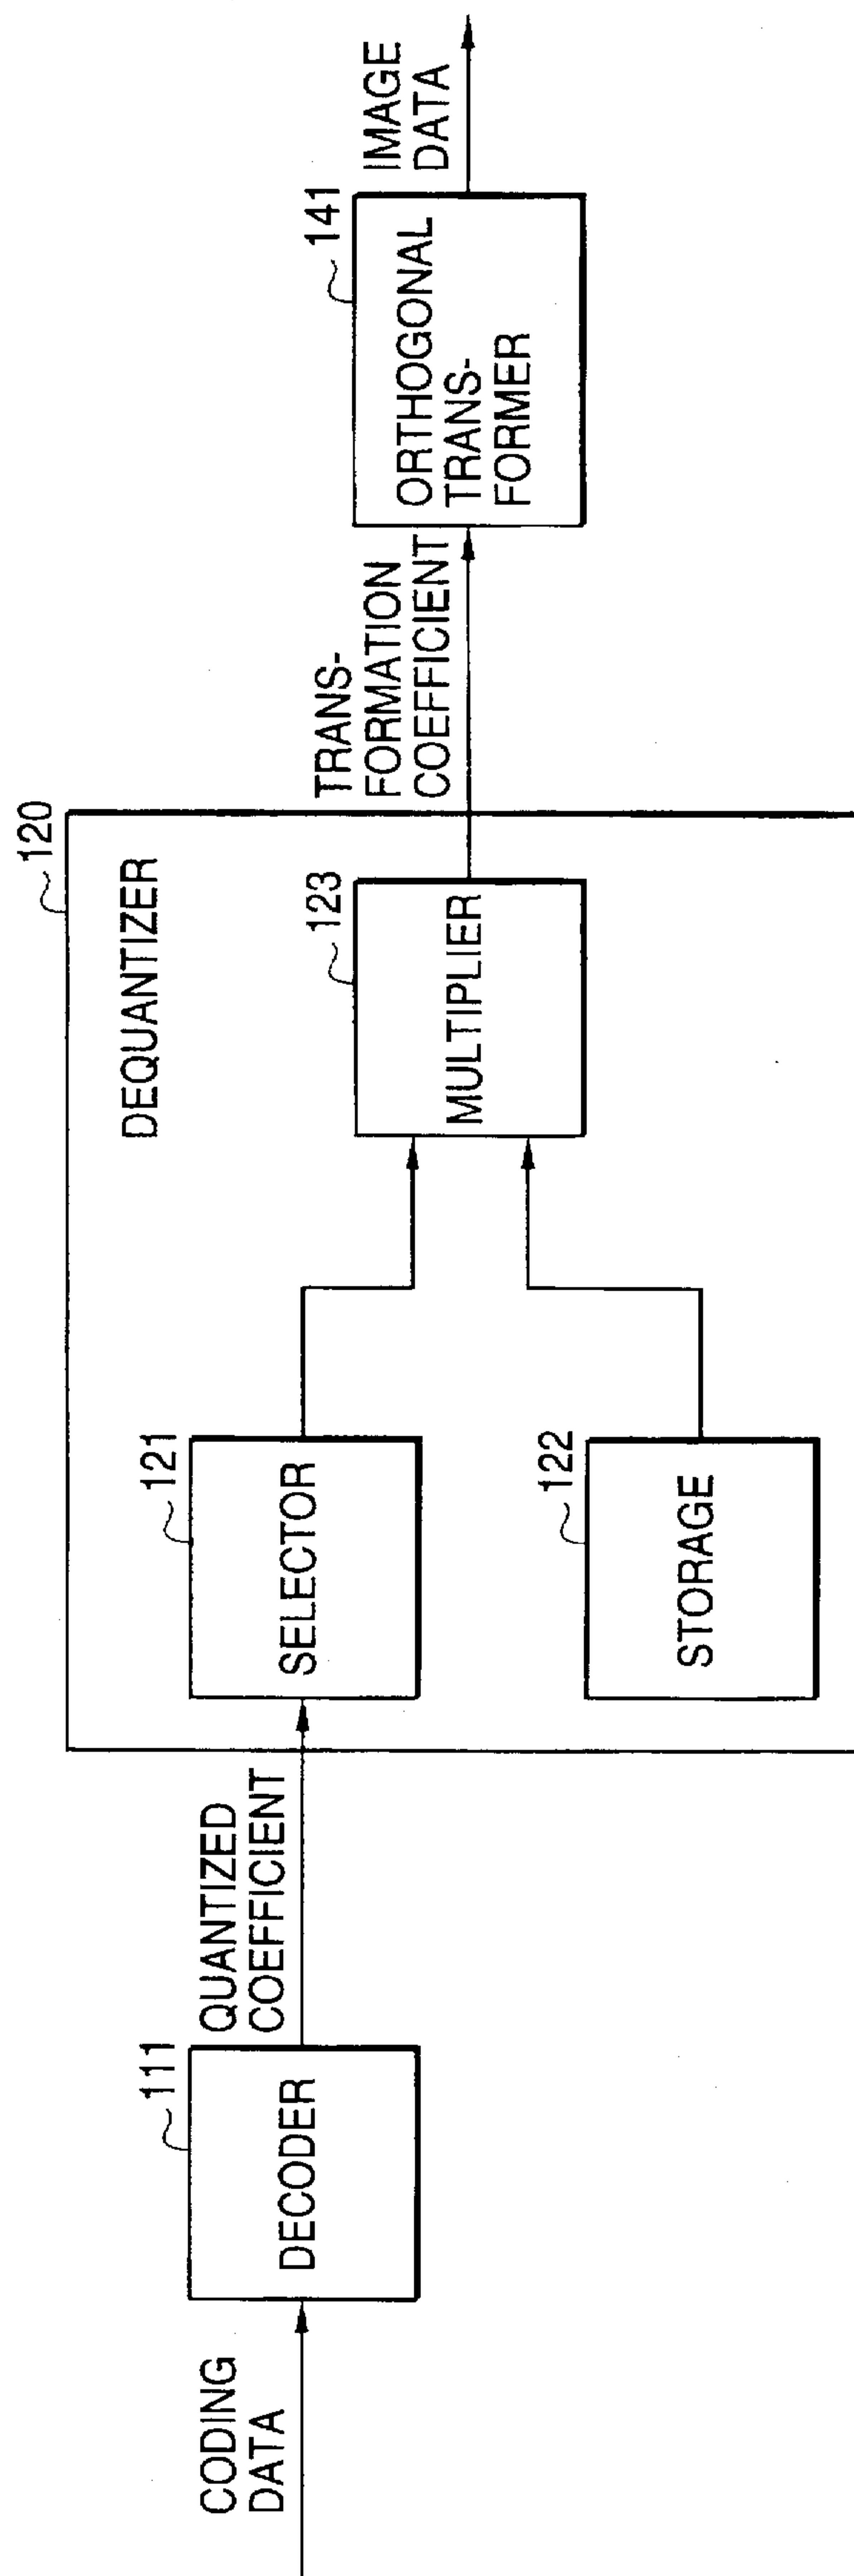 CODING
DATA
111
DECODER
QUANTIZED
COEFFICIENT
120
DEQUANTIZER
121
SELECTOR
122
STORAGE
123
MULTIPLIER
TRANS-
FORMATION
COEFFICIENT
141
ORTHOGONAL
TRANS-
FORMER
IMAGE
DATA